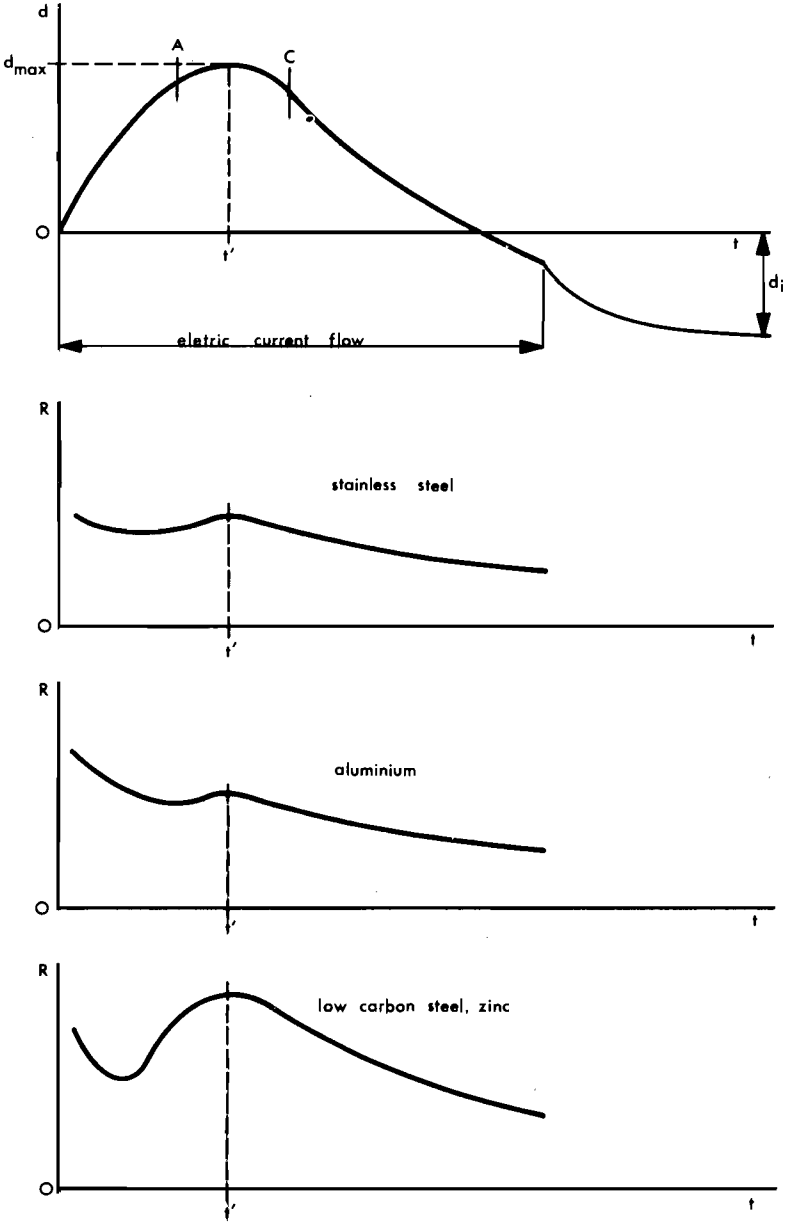 d
A
C
dmax
O
t
t′
di
eletric current flow
R
stainless steel
O
t′
t
R
aluminium
O
t′
t
R
low carbon steel, zinc
O
t′
t